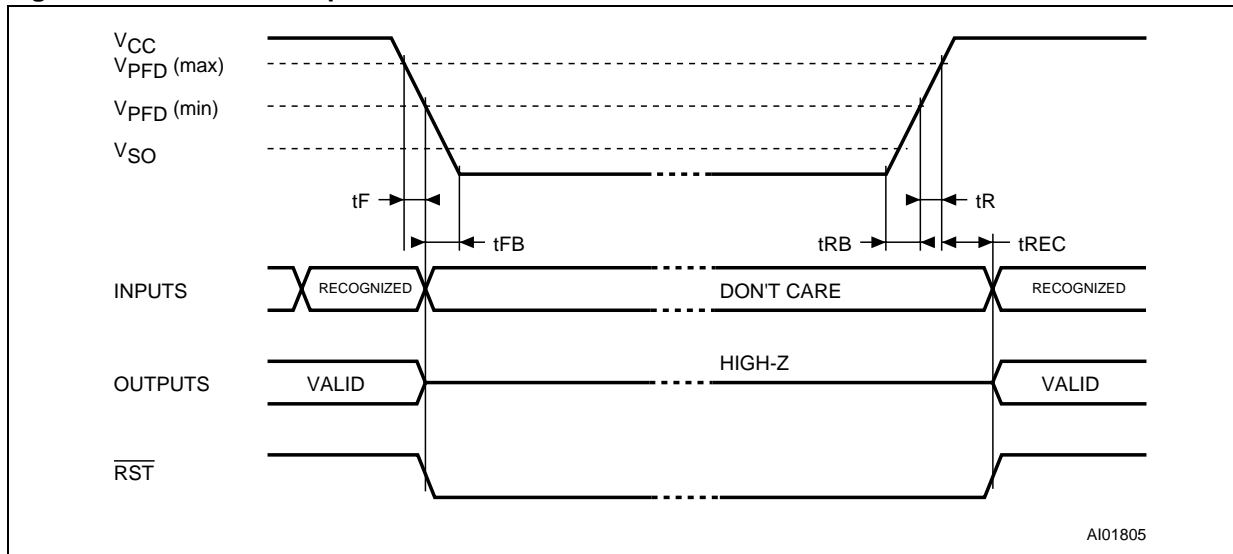 VCC
VPFD (max)
VPFD (min)
VSO
tF
tR
tFB
tRB
tREC
INPUTS
RECOGNIZED
DON'T CARE
RECOGNIZED
HIGH-Z
OUTPUTS
VALID
VALID
RST
AI01805